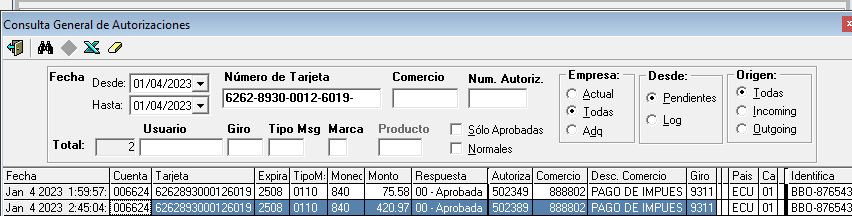 Consulta General de Autorizaciones
Fecha Desde: 01/04/2023 Número de Tarjeta Comercio Num. Autoriz. Empresa: Desde: Origen:
6262-8930-0012-6019- Actual Pendientes Todas
Hasta: 01/04/2023 Todas Log Incoming
Usuario Giro Tipo Msg Marca Producto Sólo Aprobadas Adq Outgoing
Total: 2 Normales
Fecha Cuenta Tarjeta Expira TipoM: Monec Monto Respuesta Autoriza Comercio Desc. Comercio Giro Pais Ca Identifica
Jan 4 2023 1:59:57: 006624 6262893000126019 2508 0110 840 75.58 00 - Aprobada 502349 888802 PAGO DE IMPUES 9311 ECU 01 BBO-876543
Jan 4 2023 2:45:04: 006624 6262893000126019 2508 0110 840 420.97 00 - Aprobada 502389 888802 PAGO DE IMPUES 9311 ECU 01 BBO-876543